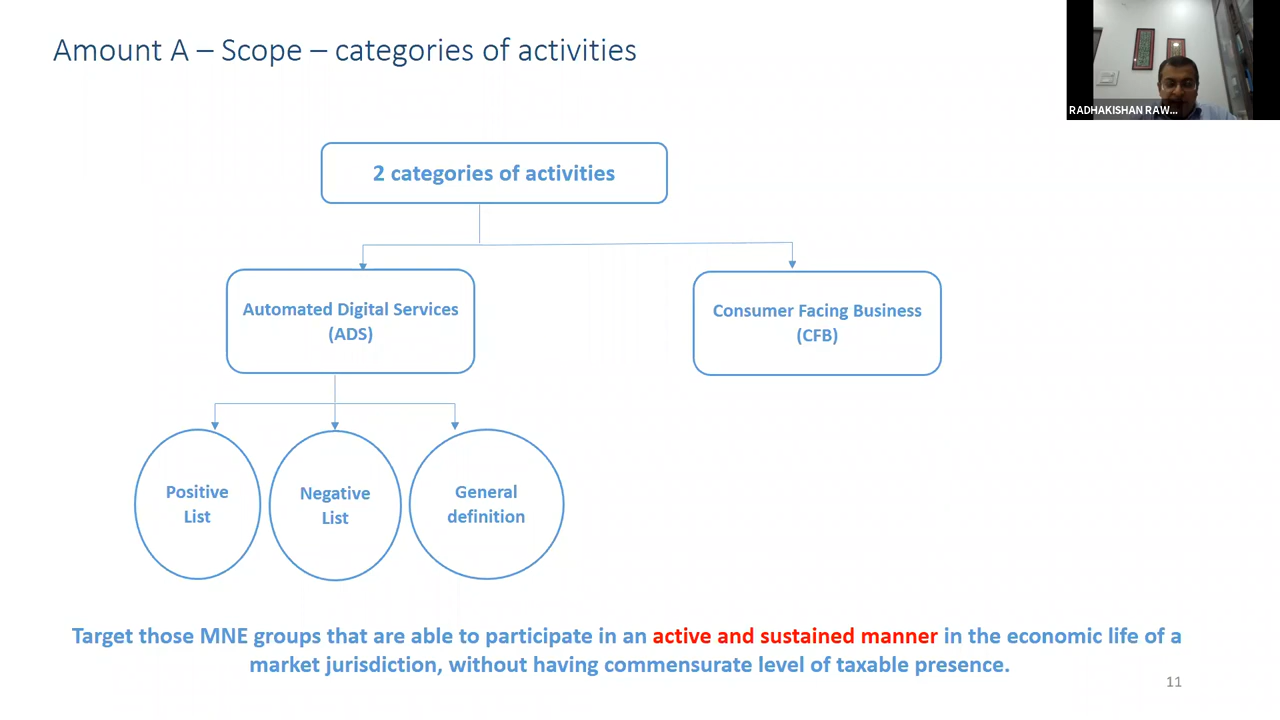 Amount A – Scope – categories of activities
RADHAKISHAN RAW...
2 categories of activities
Automated Digital Services
(ADS)
Consumer Facing Business
(CFB)
Positive
List
Negative
List
General
definition
Target those MNE groups that are able to participate in an active and sustained manner in the economic life of a
market jurisdiction, without having commensurate level of taxable presence.
11